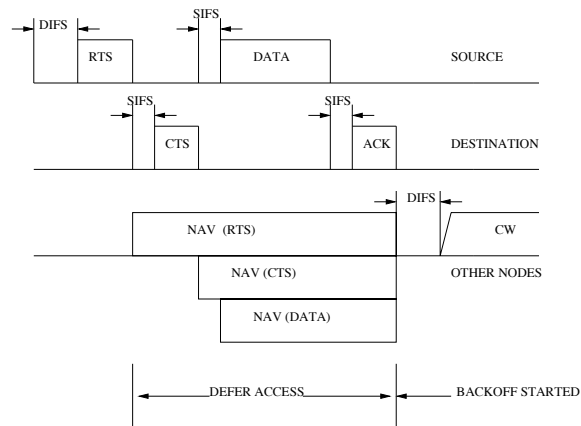 DIFS
SIFS
RTS
DATA
SOURCE
SIFS
SIFS
CTS
ACK
DESTINATION
DIFS
NAV (RTS)
CW
NAV (CTS)
OTHER NODES
NAV (DATA)
DEFER ACCESS
BACKOFF STARTED